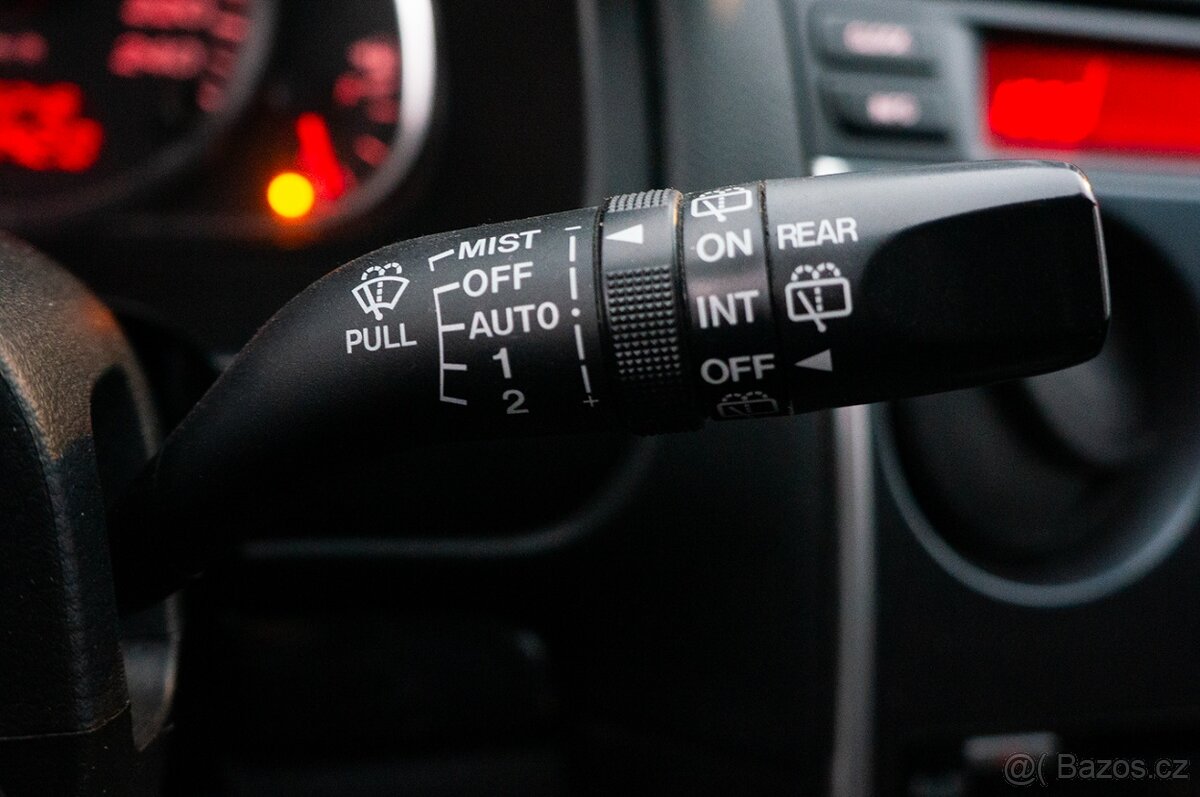 MIST
OFF
AUTO
1
2
PULL
− +
ON
INT
OFF
REAR
@( Bazos.cz